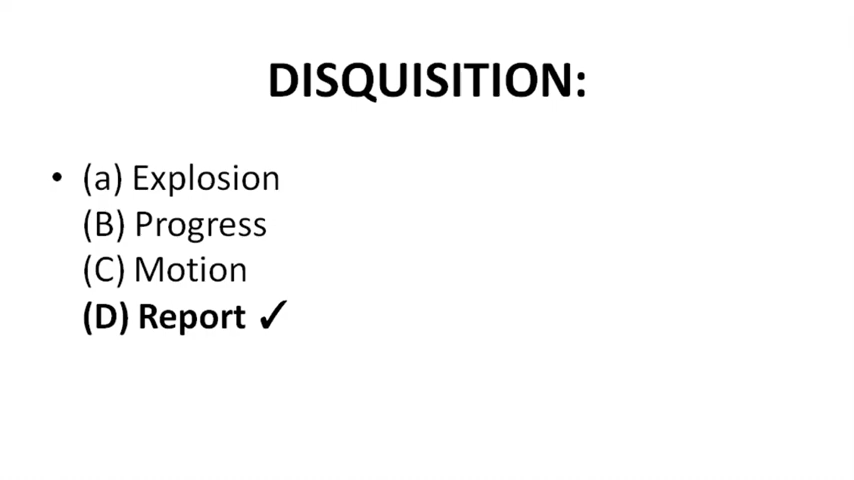 DISQUISITION:
• (a) Explosion
(B) Progress
(C) Motion
(D) Report ✓